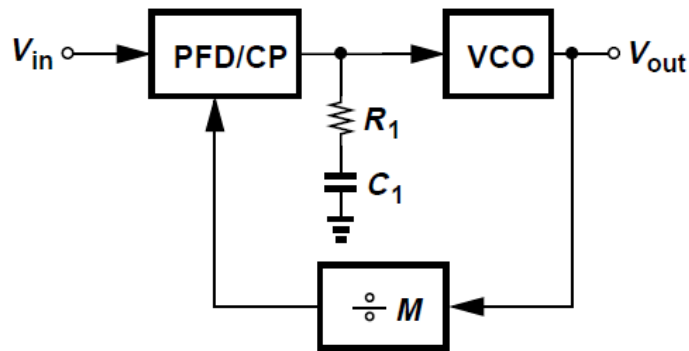 V_in
PFD/CP
VCO
V_out
R_1
C_1
÷ M